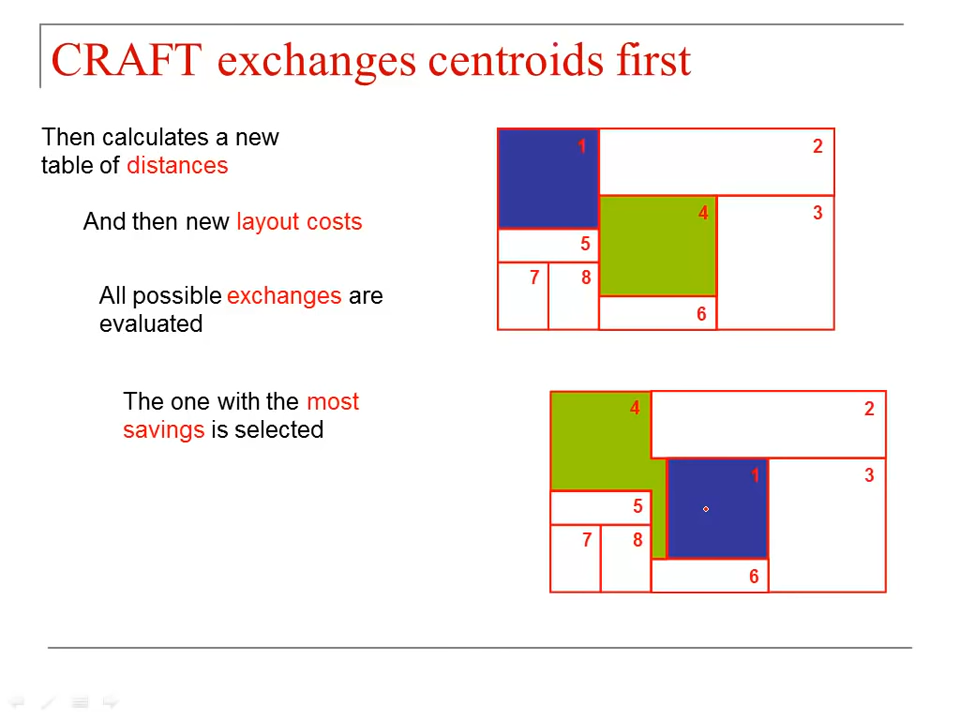 CRAFT exchanges centroids first
Then calculates a new
table of distances
And then new layout costs
All possible exchanges are
evaluated
The one with the most
savings is selected
1
2
4
3
5
7
8
6
4
2
1
3
5
7
8
6